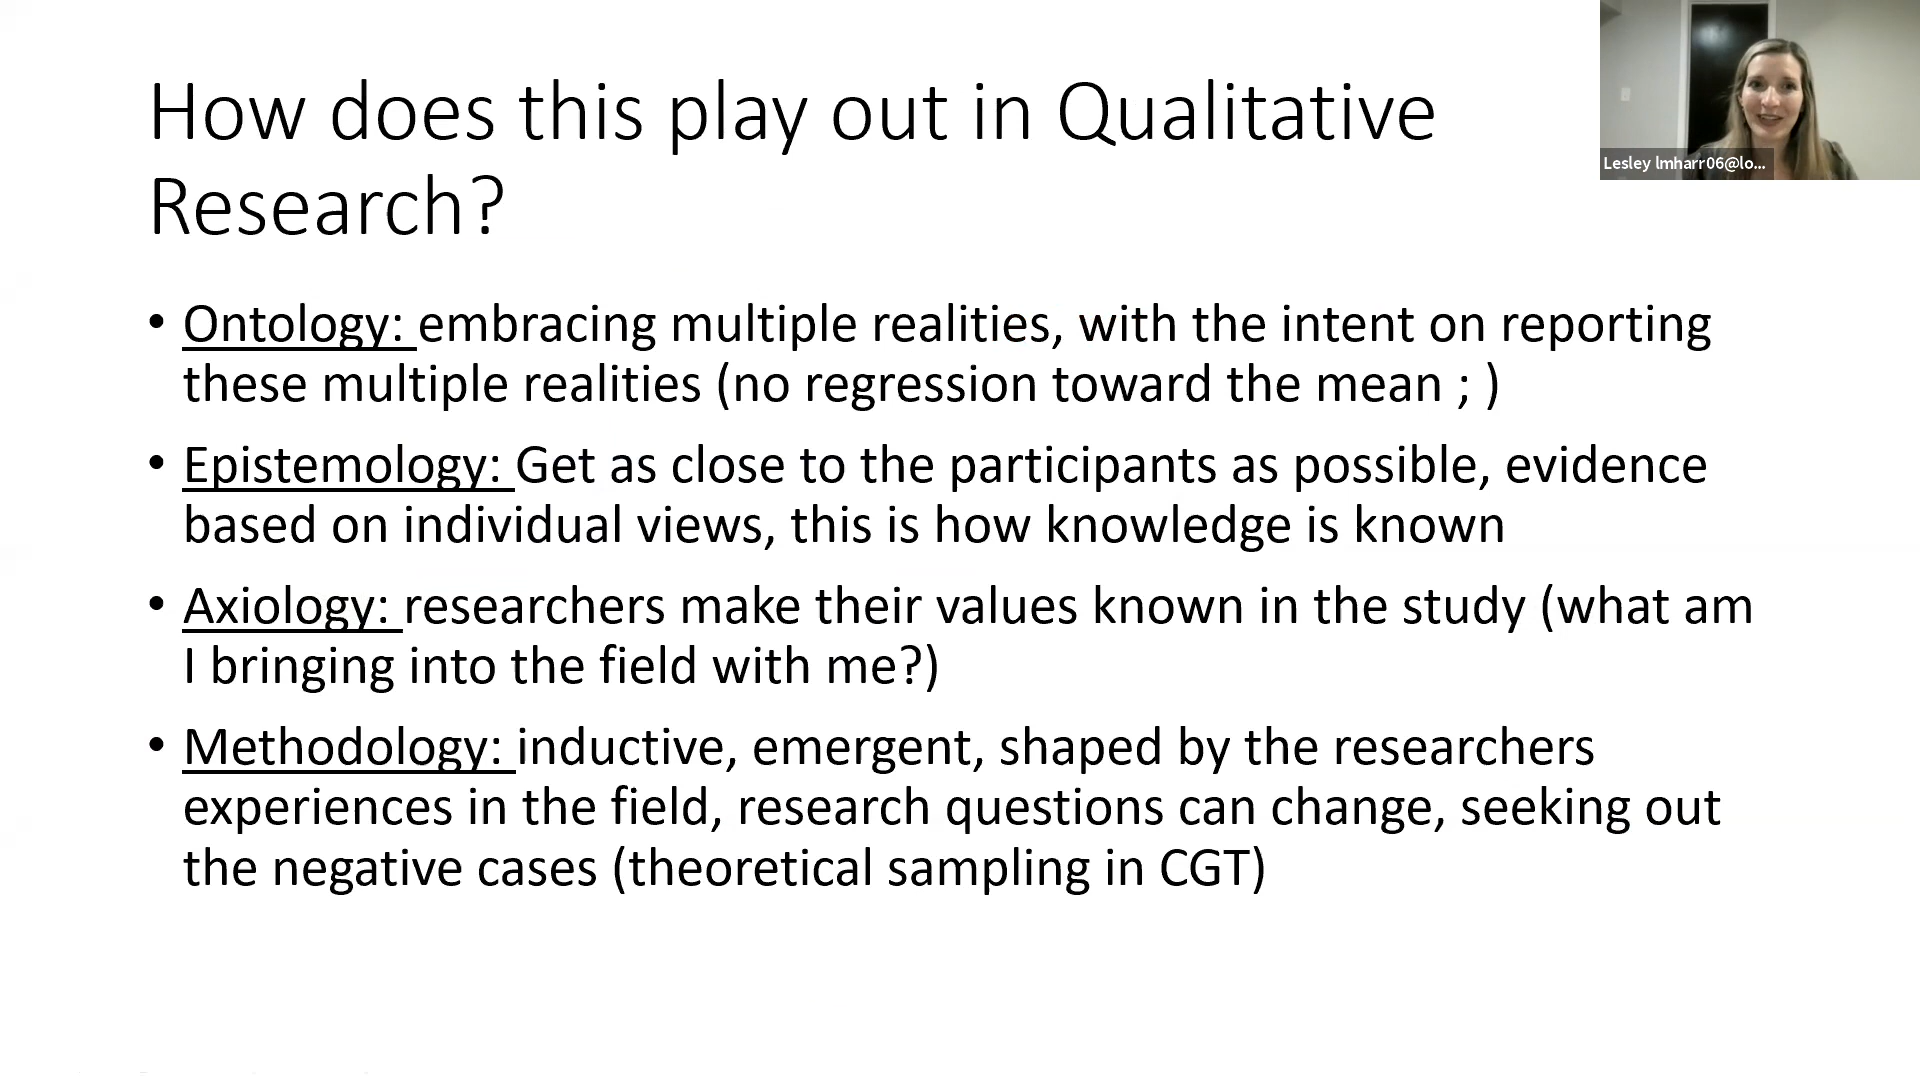 How does this play out in Qualitative
Research?
Lesley lmharr06@lo...
• Ontology: embracing multiple realities, with the intent on reporting
these multiple realities (no regression toward the mean ; )
• Epistemology: Get as close to the participants as possible, evidence
based on individual views, this is how knowledge is known
• Axiology: researchers make their values known in the study (what am
I bringing into the field with me?)
• Methodology: inductive, emergent, shaped by the researchers
experiences in the field, research questions can change, seeking out
the negative cases (theoretical sampling in CGT)